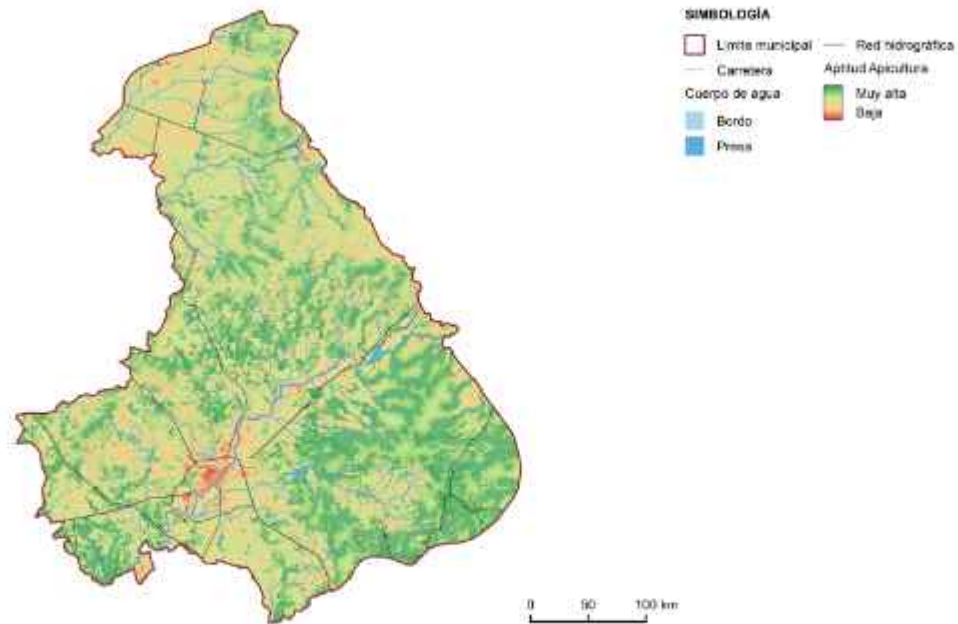 SIMBOLOGÍA
Límite municipal
Carretera
Cuerpo de agua
Bordo
Presa
Red hidrográfica
Aptitud Apicultura
Muy alta
Baja
0 50 100 km